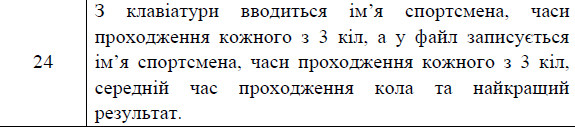 З клавіатури вводиться ім’я спортсмена, часи
проходження кожного з 3 кіл, а у файл записується
24
ім’я спортсмена, часи проходження кожного з 3 кіл,
середній час проходження кола та найкращий
результат.